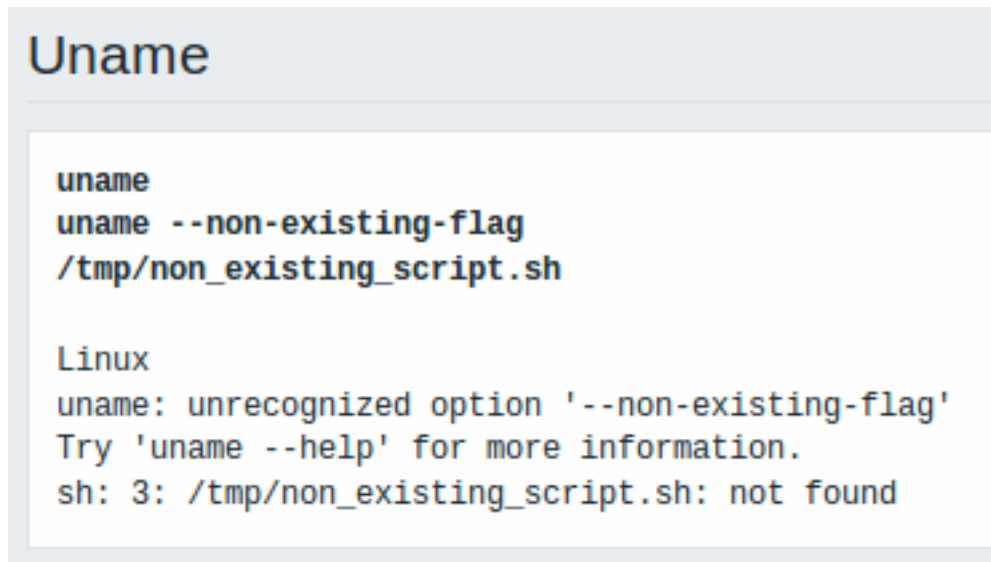 Uname
uname
uname --non-existing-flag
/tmp/non_existing_script.sh
Linux
uname: unrecognized option '--non-existing-flag'
Try 'uname --help' for more information.
sh: 3: /tmp/non_existing_script.sh: not found